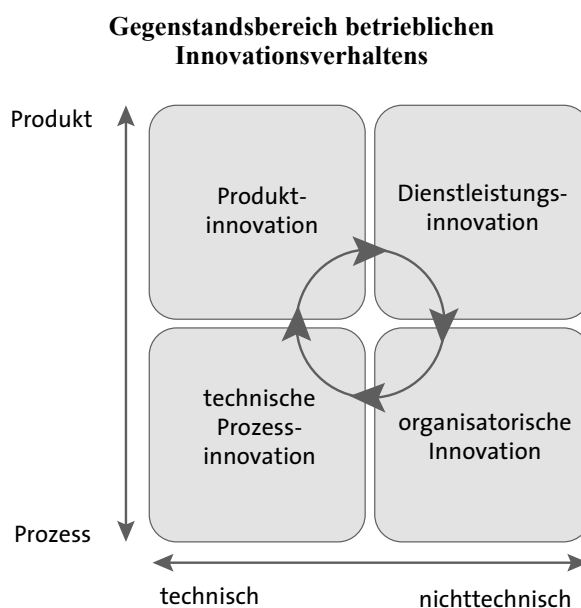 Gegenstandsbereich betrieblichen
Innovationsverhaltens
Produkt
Produkt-
innovation
Dienstleistungs-
innovation
technische
Prozess-
innovation
organisatorische
Innovation
Prozess
technisch
nichttechnisch